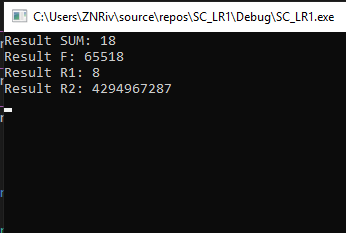 C:\Users\ZNRiv\source\repos\SC_LR1\Debug\SC_LR1.exe
Result SUM: 18
Result F: 65518
Result R1: 8
Result R2: 4294967287